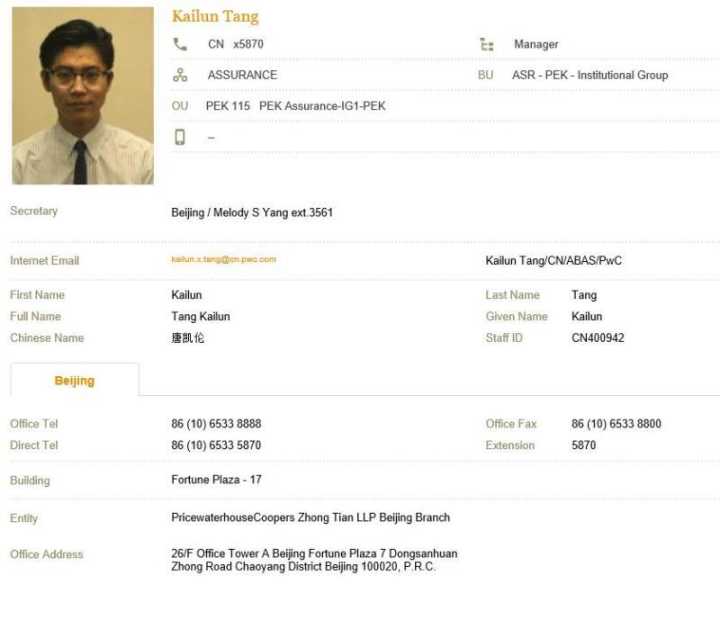 Kailun Tang
CN x5870
Manager
ASSURANCE
BU ASR - PEK - Institutional Group
OU PEK 115 PEK Assurance-IG1-PEK
–
Secretary Beijing / Melody S Yang ext.3561
Internet Email kailun.x.tang@cn.pwc.com Kailun Tang/CN/ABAS/PwC
First Name Kailun Last Name Tang
Full Name Tang Kailun Given Name Kailun
Chinese Name 唐凯伦 Staff ID CN400942
Beijing
Office Tel 86 (10) 6533 8888 Office Fax 86 (10) 6533 8800
Direct Tel 86 (10) 6533 5870 Extension 5870
Building Fortune Plaza - 17
Entity PricewaterhouseCoopers Zhong Tian LLP Beijing Branch
Office Address 26/F Office Tower A Beijing Fortune Plaza 7 Dongsanhuan
Zhong Road Chaoyang District Beijing 100020, P.R.C.